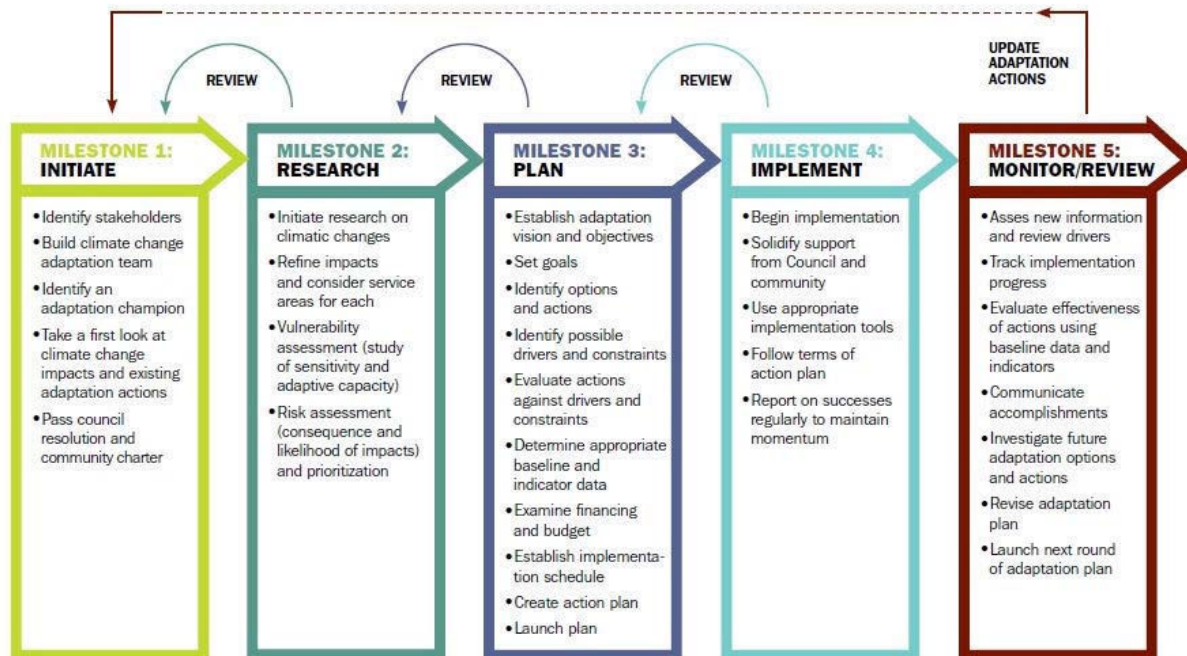 UPDATE
ADAPTATION
ACTIONS
REVIEW
REVIEW
REVIEW
MILESTONE 1:
INITIATE
• Identify stakeholders
• Build climate change
adaptation team
• Identify an
adaptation champion
• Take a first look at
climate change
impacts and existing
adaptation actions
• Pass council
resolution and
community charter
MILESTONE 2:
RESEARCH
• Initiate research on
climatic changes
• Refine impacts
and consider service
areas for each
• Vulnerability
assessment (study
of sensitivity and
adaptive capacity)
• Risk assessment
(consequence and
likelihood of impacts)
and prioritization
MILESTONE 3:
PLAN
• Establish adaptation
vision and objectives
• Set goals
• Identify options
and actions
• Identify possible
drivers and constraints
• Evaluate actions
against drivers and
constraints
• Determine appropriate
baseline and
indicator data
• Examine financing
and budget
• Establish implementa-
tion schedule
• Create action plan
• Launch plan
MILESTONE 4:
IMPLEMENT
• Begin implementation
• Solidify support
from Council and
community
• Use appropriate
implementation tools
• Follow terms of
action plan
• Report on successes
regularly to maintain
momentum
MILESTONE 5:
MONITOR/REVIEW
• Asses new information
and review drivers
• Track implementation
progress
• Evaluate effectiveness
of actions using
baseline data and
indicators
• Communicate
accomplishments
• Investigate future
adaptation options
and actions
• Revise adaptation
plan
• Launch next round
of adaptation plan